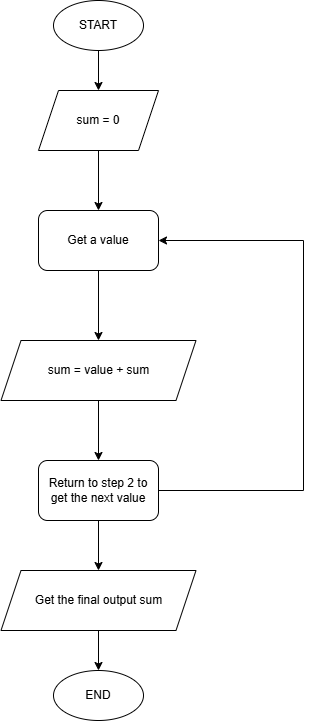 START
sum = 0
Get a value
sum = value + sum
Return to step 2 to
get the next value
Get the final output sum
END